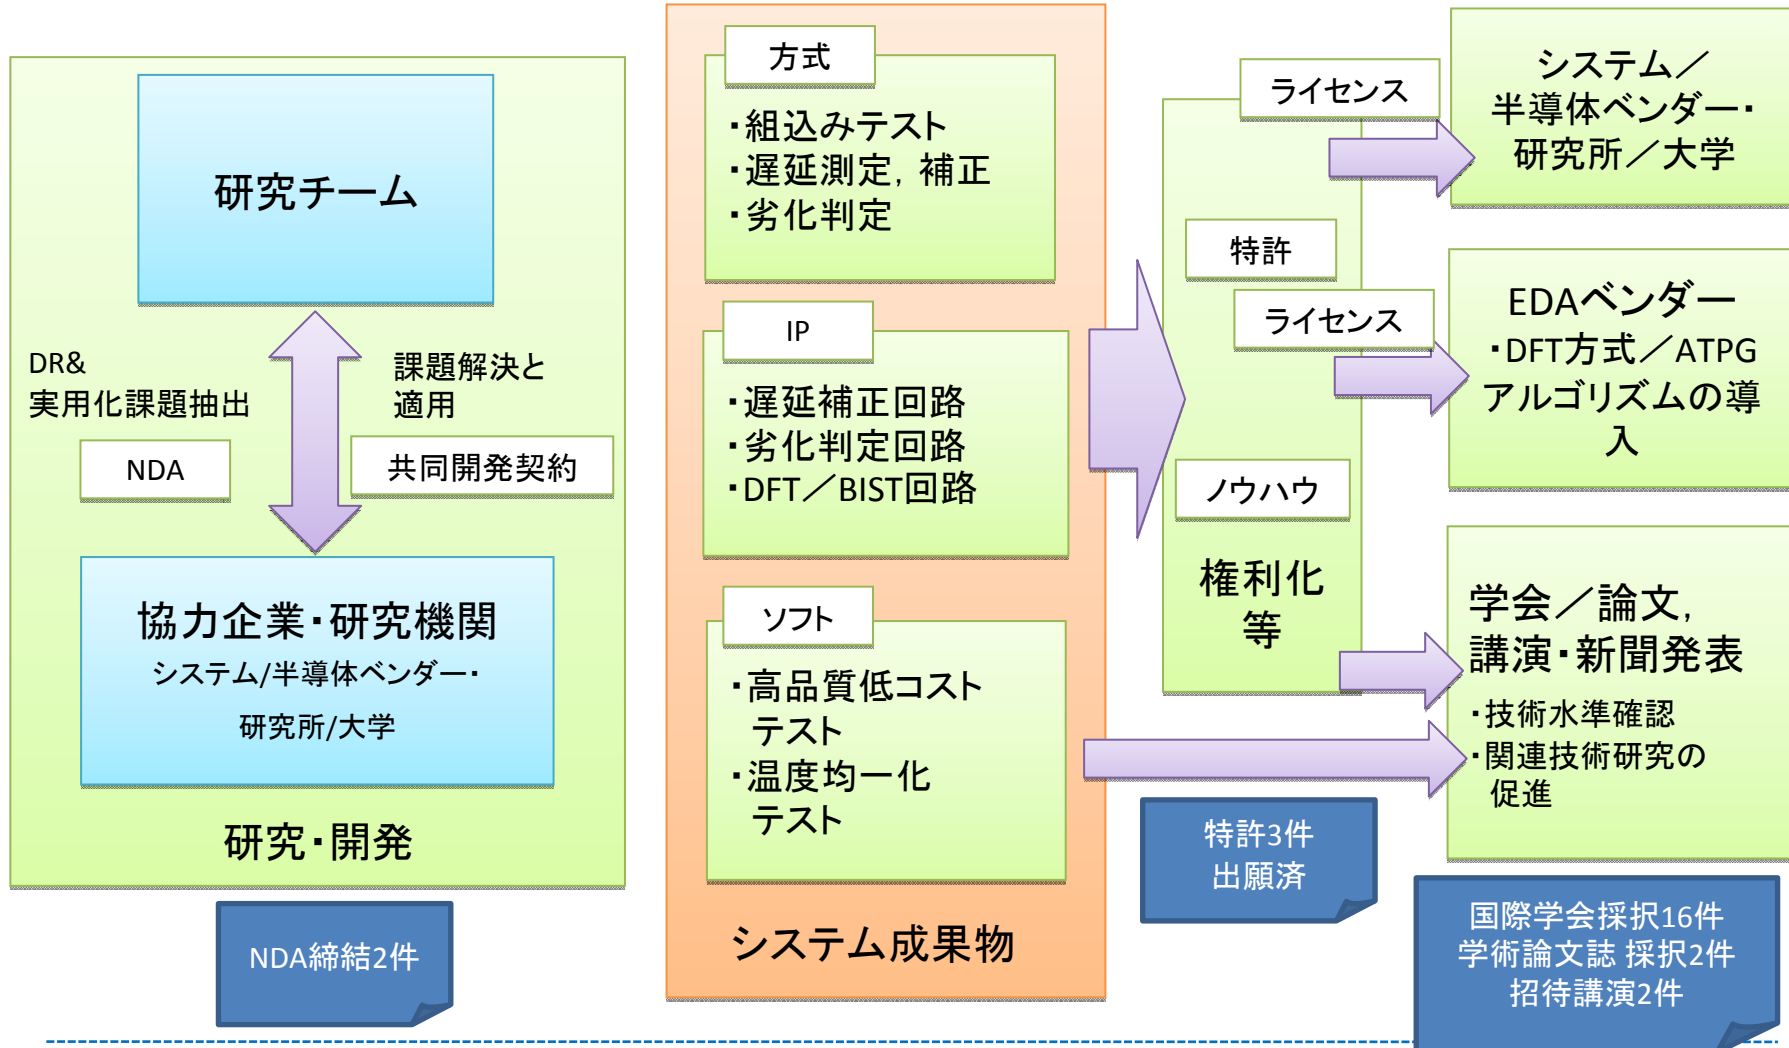 研究チーム
DR&
実用化課題抽出
課題解決と
適用
NDA
共同開発契約
協力企業・研究機関
システム/半導体ベンダー・
研究所/大学
研究・開発
NDA締結2件
方式
・組込みテスト
・遅延測定, 補正
・劣化判定
IP
・遅延補正回路
・劣化判定回路
・DFT／BIST回路
ソフト
・高品質低コスト
テスト
・温度均一化
テスト
システム成果物
ライセンス
特許
ライセンス
ノウハウ
権利化
等
特許3件
出願済
システム／
半導体ベンダー・
研究所／大学
EDAベンダー
・DFT方式／ATPG
アルゴリズムの導
入
学会／論文,
講演・新聞発表
・技術水準確認
・関連技術研究の
促進
国際学会採択16件
学術論文誌 採択2件
招待講演2件